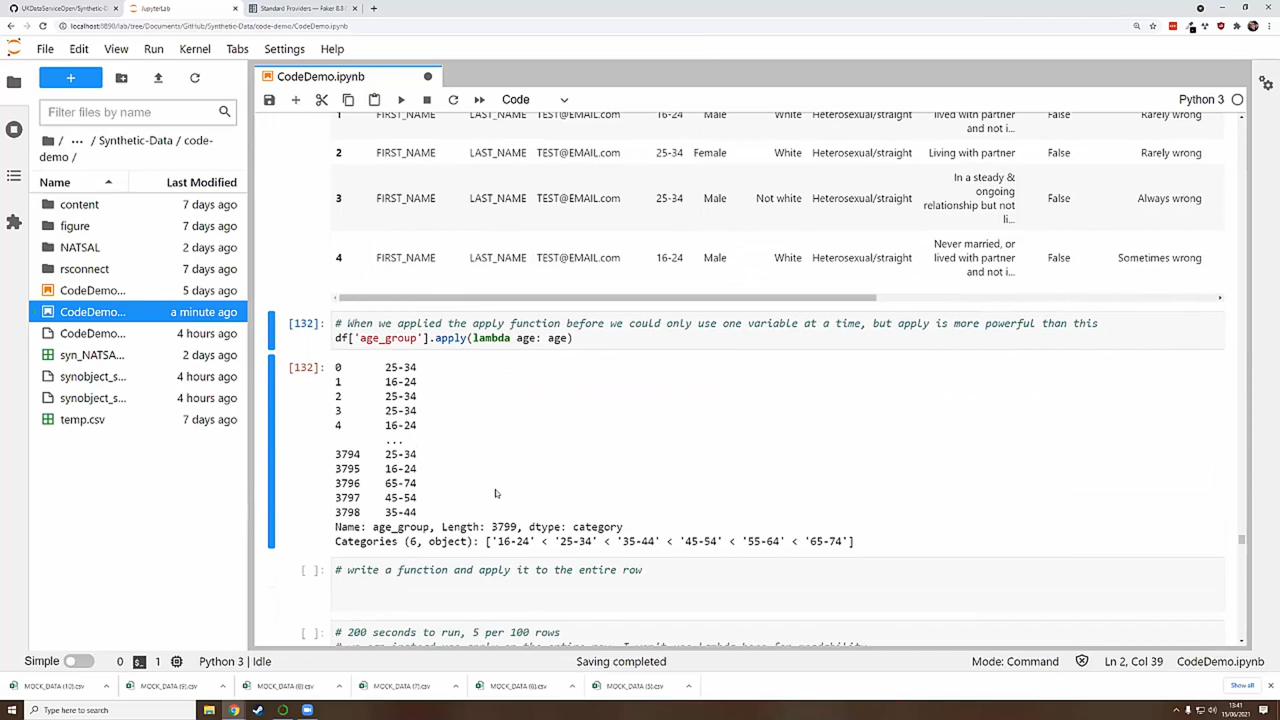 UKDataServiceOpen/Synthetic-D
JupyterLab
Standard Providers — Faker 8.8.
localhost:8890/lab/tree/Documents/GitHub/Synthetic-Data/code-demo/CodeDemo.ipynb
File Edit View Run Kernel Tabs Settings Help
CodeDemo.ipynb
Filter files by name
Code
Python 3
/ ... / Synthetic-Data / code-
demo /
Name Last Modified
content 7 days ago
figure 7 days ago
NATSAL 2 days ago
rsconnect 7 days ago
CodeDemo... 5 days ago
CodeDemo... a minute ago
CodeDemo... 4 hours ago
syn_NATSA... 2 days ago
synobject_s... 4 hours ago
synobject_s... 4 hours ago
temp.csv 7 days ago
1 FIRST_NAME LAST_NAME TEST@EMAIL.com 16-24 Male White Heterosexual/straight lived with partner False Rarely wrong
and not i...
2 FIRST_NAME LAST_NAME TEST@EMAIL.com 25-34 Female White Heterosexual/straight Living with partner False Rarely wrong
In a steady &
ongoing
3 FIRST_NAME LAST_NAME TEST@EMAIL.com 25-34 Male Not white Heterosexual/straight relationship but not False Always wrong
li...
Never married, or
4 FIRST_NAME LAST_NAME TEST@EMAIL.com 16-24 Male White Heterosexual/straight lived with partner False Sometimes wrong
and not i...
[132]: # When we applied the apply function before we could only use one variable at a time, but apply is more powerful than this
df['age_group'].apply(lambda age: age)
[132]: 0 25-34
1 16-24
2 25-34
3 25-34
4 16-24
...
3794 25-34
3795 16-24
3796 65-74
3797 45-54
3798 35-44
Name: age_group, Length: 3799, dtype: category
Categories (6, object): ['16-24' < '25-34' < '35-44' < '45-54' < '55-64' < '65-74']
[ ]: # write a function and apply it to the entire row
[ ]: # 200 seconds to run, 5 per 100 rows
Simple 0 1 Python 3 | Idle Saving completed Mode: Command Ln 2, Col 39 CodeDemo.ipynb
MOCK_DATA (10).csv MOCK_DATA (9).csv MOCK_DATA (8).csv MOCK_DATA (7).csv MOCK_DATA (6).csv MOCK_DATA (5).csv Show all
Type here to search
13:41
15/06/2021